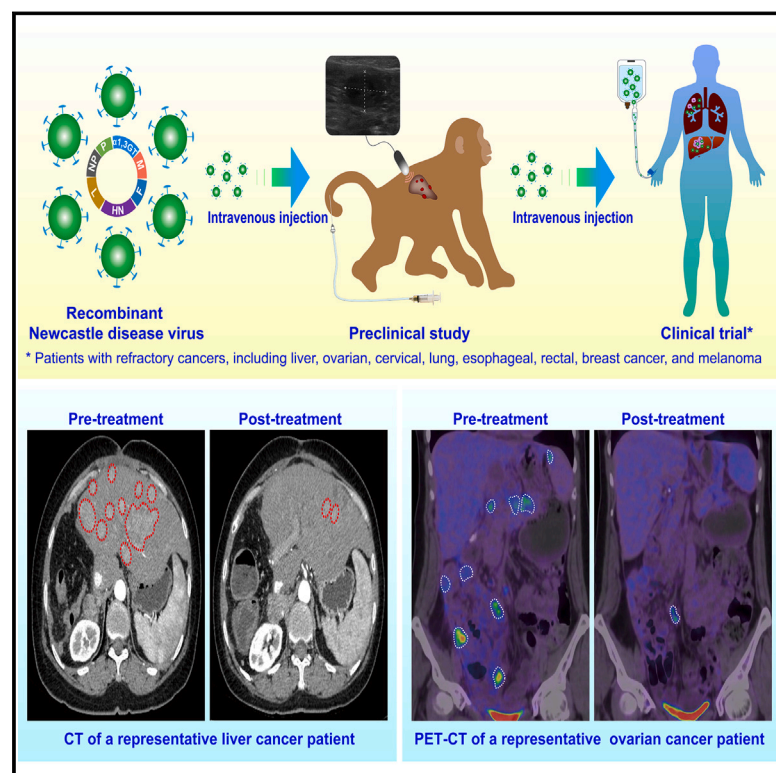 NP
P
α1,3GT
M
F
HN
L
Intravenous injection
Intravenous injection
Recombinant
Newcastle disease virus
Preclinical study
Clinical trial*
* Patients with refractory cancers, including liver, ovarian, cervical, lung, esophageal, rectal, breast cancer, and melanoma
Pre-treatment
Post-treatment
CT of a representative liver cancer patient
Pre-treatment
Post-treatment
PET-CT of a representative ovarian cancer patient